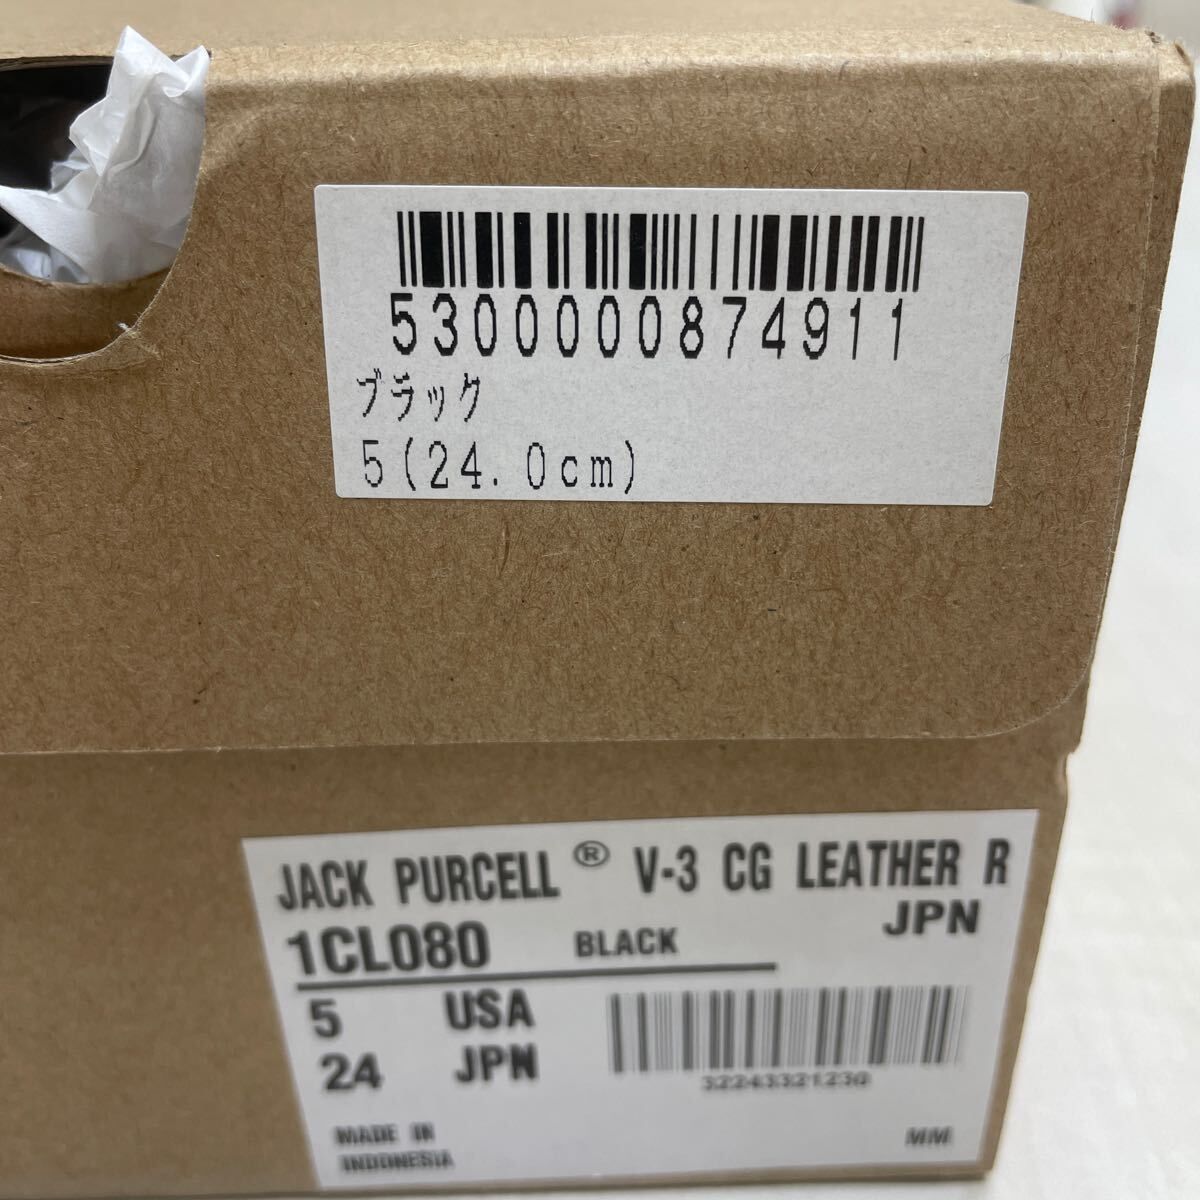 5300000874911
ブラック
5(24.0cm)
JACK PURCELL® V-3 CG LEATHER R
JPN
1CL080 BLACK
5 USA
24 JPN
32243321230
MADE IN
INDONESIA
MM